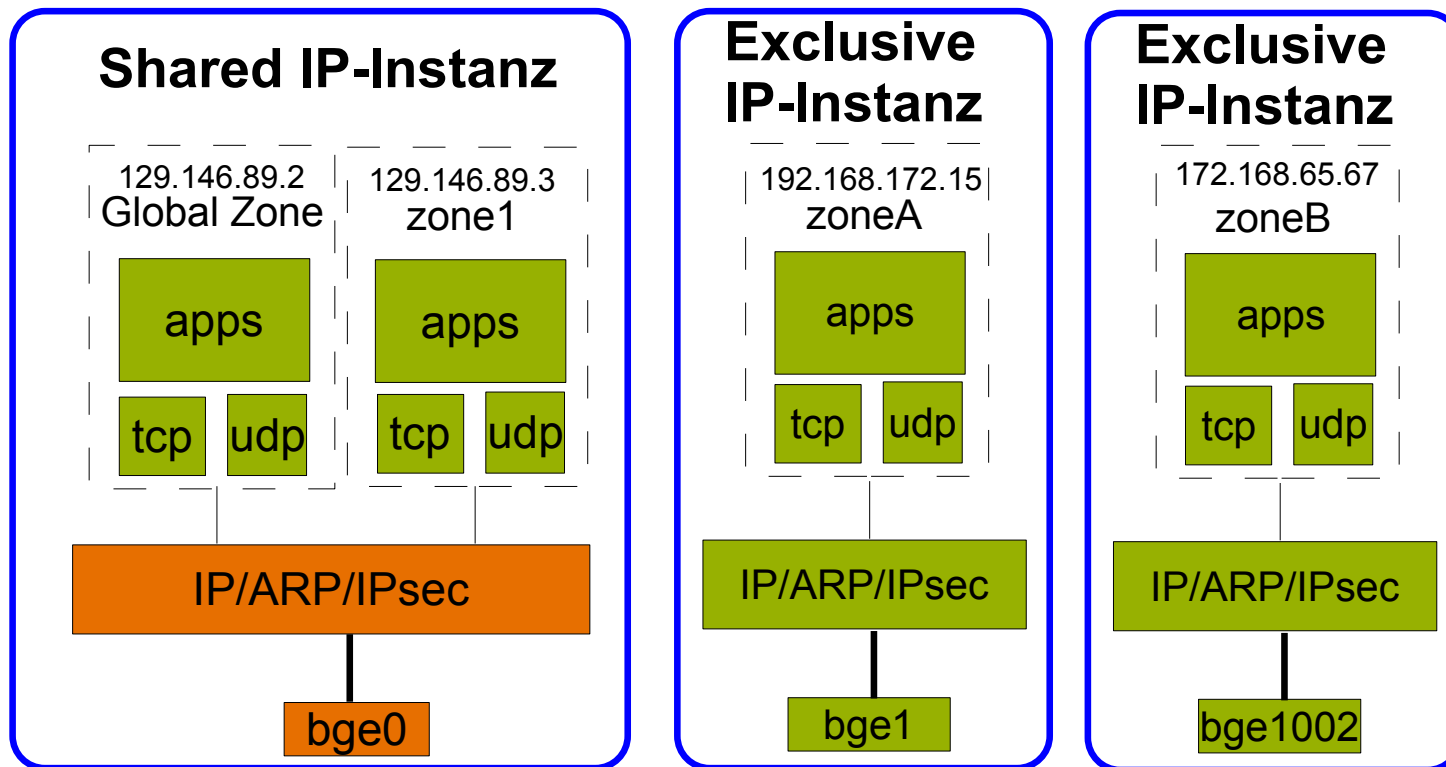 Shared IP-Instanz
129.146.89.2
Global Zone
apps
tcp
udp
129.146.89.3
zone1
apps
tcp
udp
IP/ARP/IPsec
bge0
Exclusive
IP-Instanz
192.168.172.15
zoneA
apps
tcp
udp
IP/ARP/IPsec
bge1
Exclusive
IP-Instanz
172.168.65.67
zoneB
apps
tcp
udp
IP/ARP/IPsec
bge1002